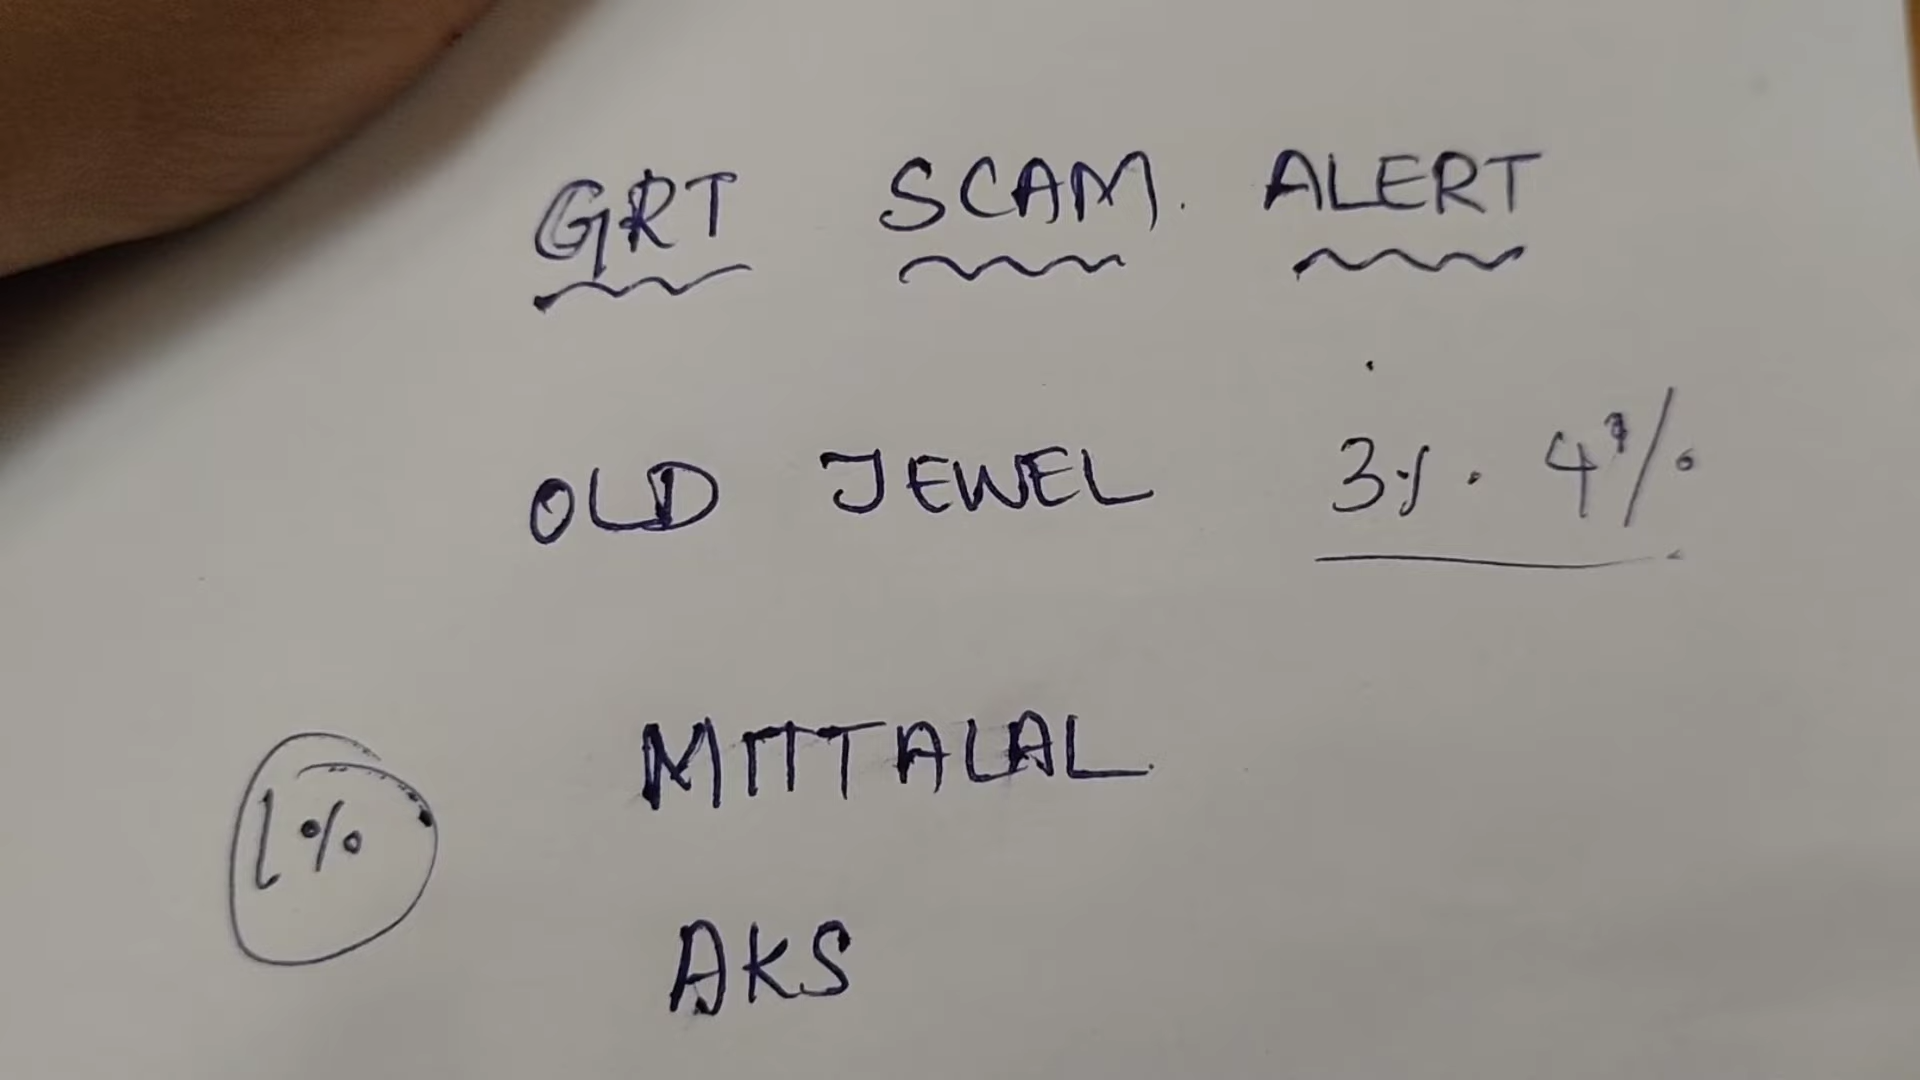 GRT SCAM. ALERT
OLD JEWEL 3% . 4%
MITTALAL
1%
AKS